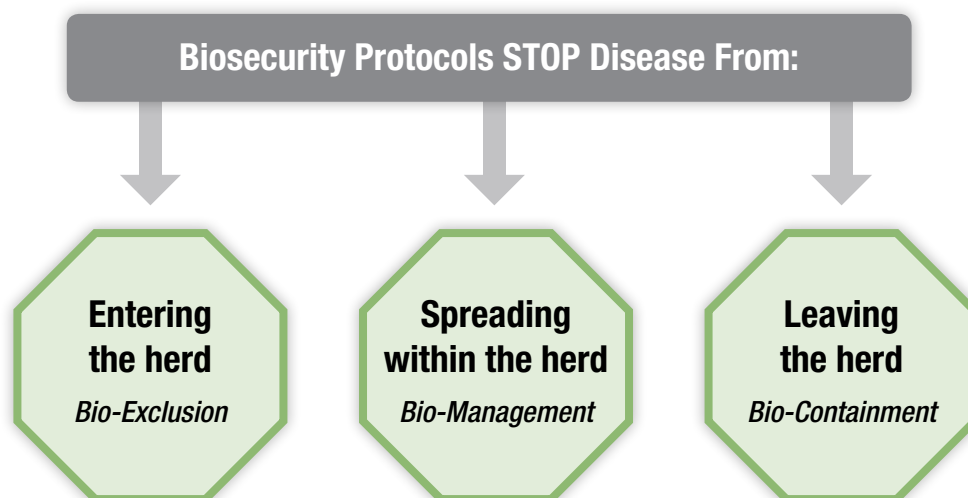 Biosecurity Protocols STOP Disease From:
Entering
the herd
Bio-Exclusion
Spreading
within the herd
Bio-Management
Leaving
the herd
Bio-Containment